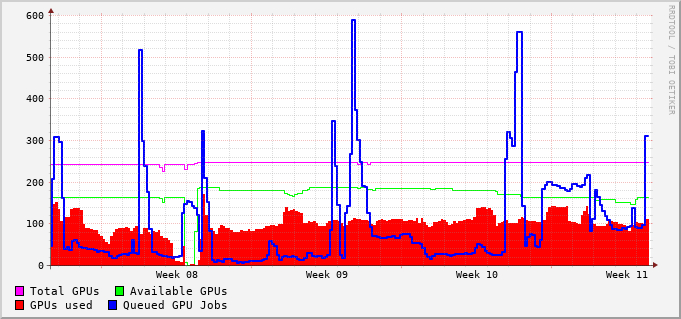 600
500
400
300
200
100
0
Week 08 Week 09 Week 10 Week 11
Total GPUs Available GPUs
GPUs used Queued GPU Jobs
RRDTOOL / TOBI OETIKER